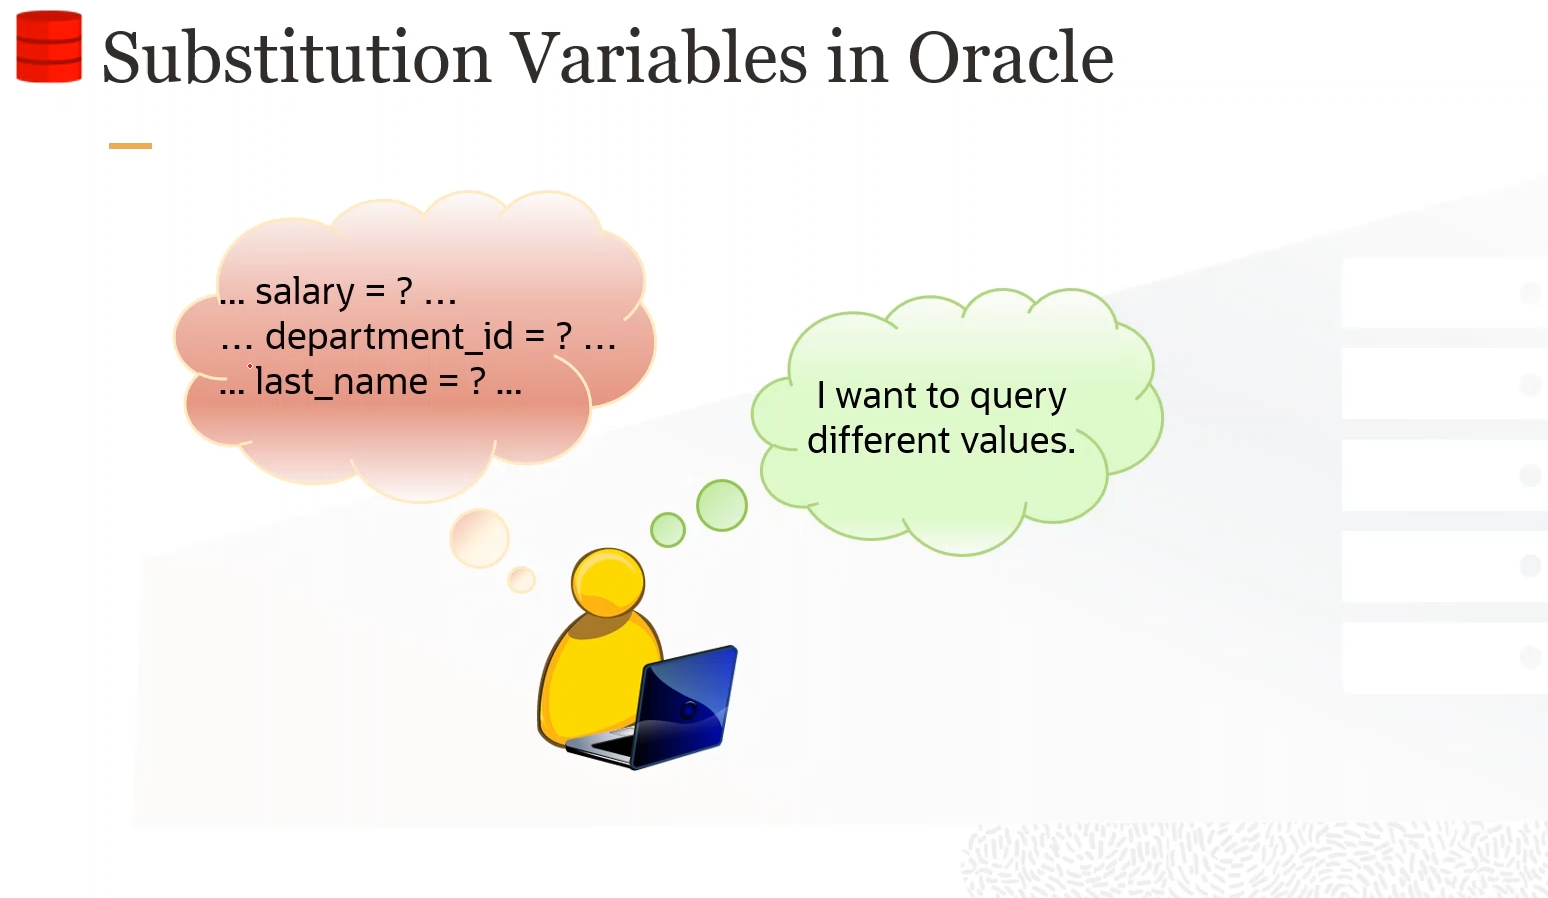 Substitution Variables in Oracle
... salary = ? ...
... department_id = ? ...
... last_name = ? ...
I want to query
different values.